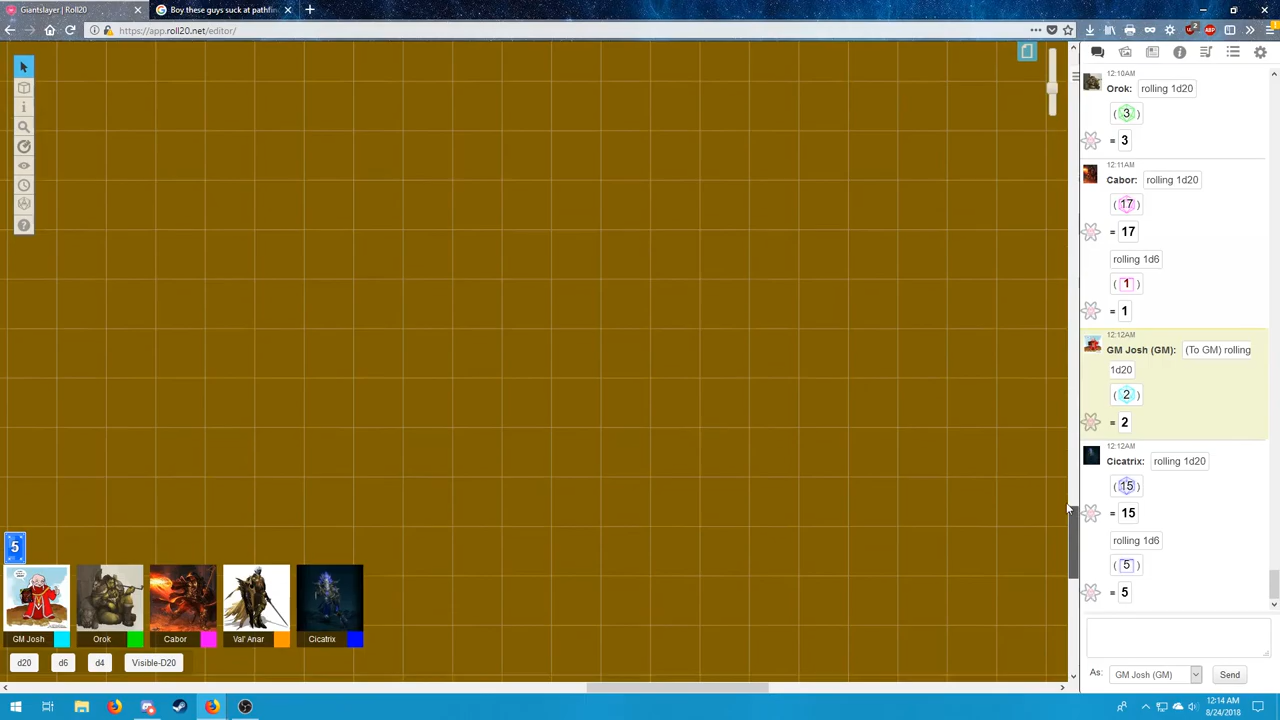 Giantslayer | Roll20
Boy these guys suck at pathfin
https://app.roll20.net/editor/
12:10AM
Orok: rolling 1d20
(3)
= 3
12:11AM
Cabor: rolling 1d20
(17)
= 17
rolling 1d6
(1)
= 1
12:12AM
GM Josh (GM): (To GM) rolling
1d20
(2)
= 2
12:12AM
Cicatrix: rolling 1d20
(15)
= 15
rolling 1d6
(5)
= 5
5
GM Josh
Orok
Cabor
Val' Anar
Cicatrix
d20
d6
d4
Visible-D20
As: GM Josh (GM)
Send
12:14 AM
8/24/2018